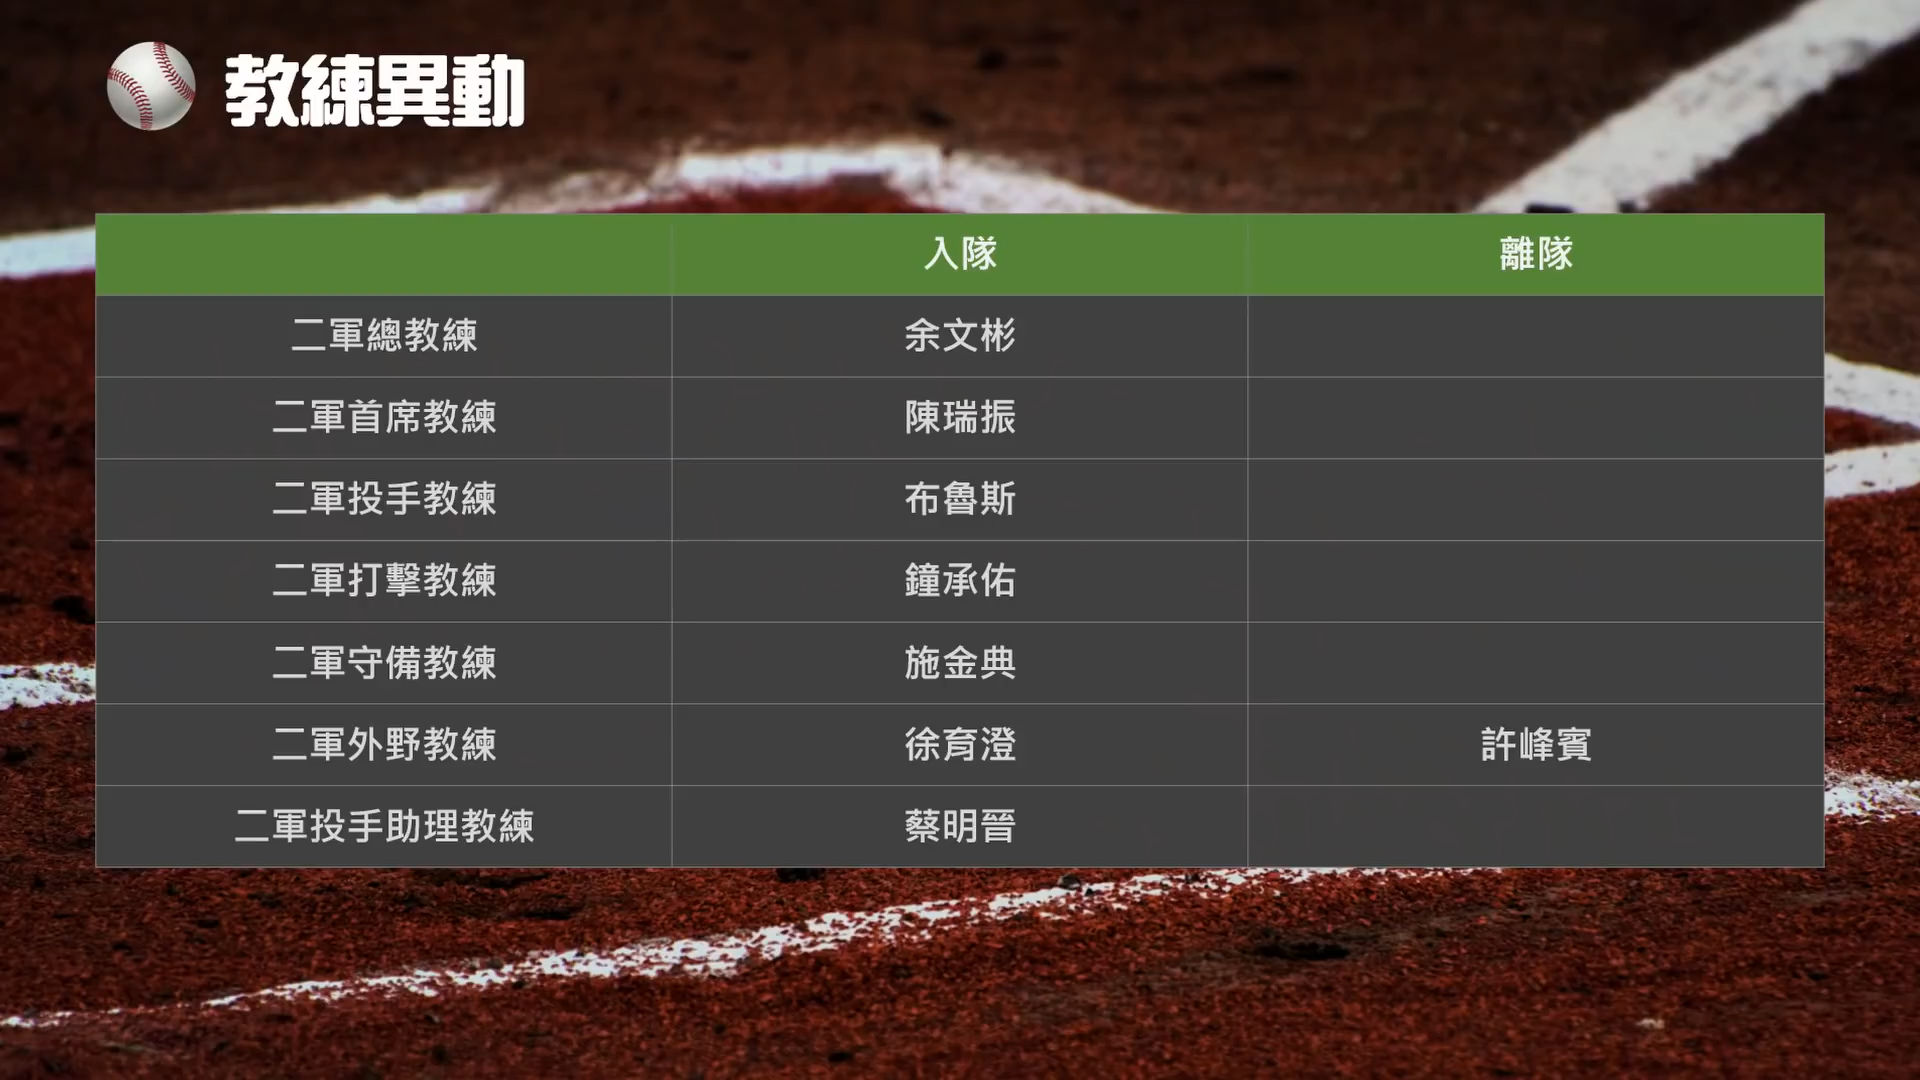 教練異動
入隊 離隊
二軍總教練 余文彬
二軍首席教練 陳瑞振
二軍投手教練 布魯斯
二軍打擊教練 鐘承佑
二軍守備教練 施金典
二軍外野教練 徐育澄 許峰賓
二軍投手助理教練 蔡明晉